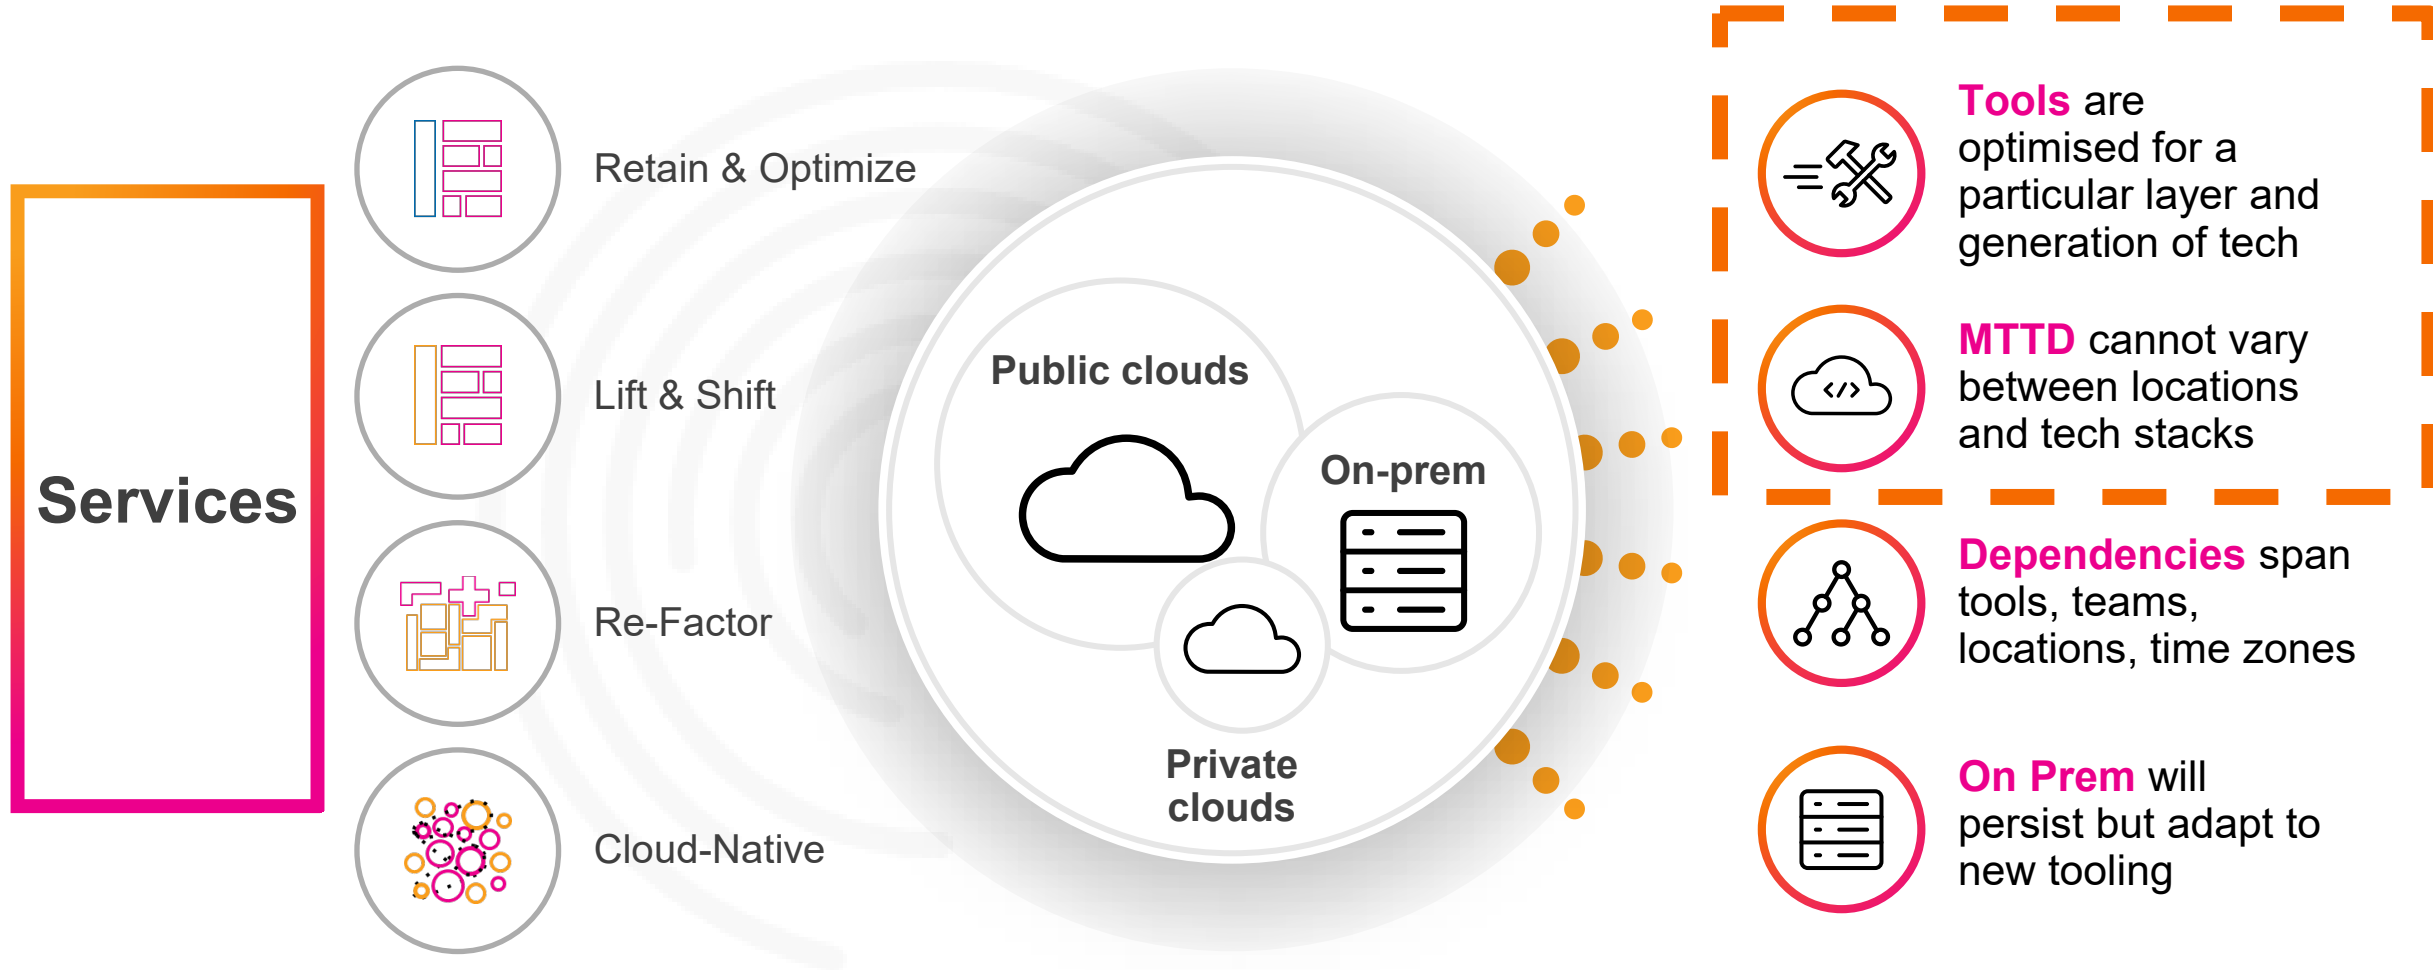 Services
Retain & Optimize
Lift & Shift
Re-Factor
Cloud-Native
Public clouds
On-prem
Private
clouds
Tools are
optimised for a
particular layer and
generation of tech
MTTD cannot vary
between locations
and tech stacks
Dependencies span
tools, teams,
locations, time zones
On Prem will
persist but adapt to
new tooling